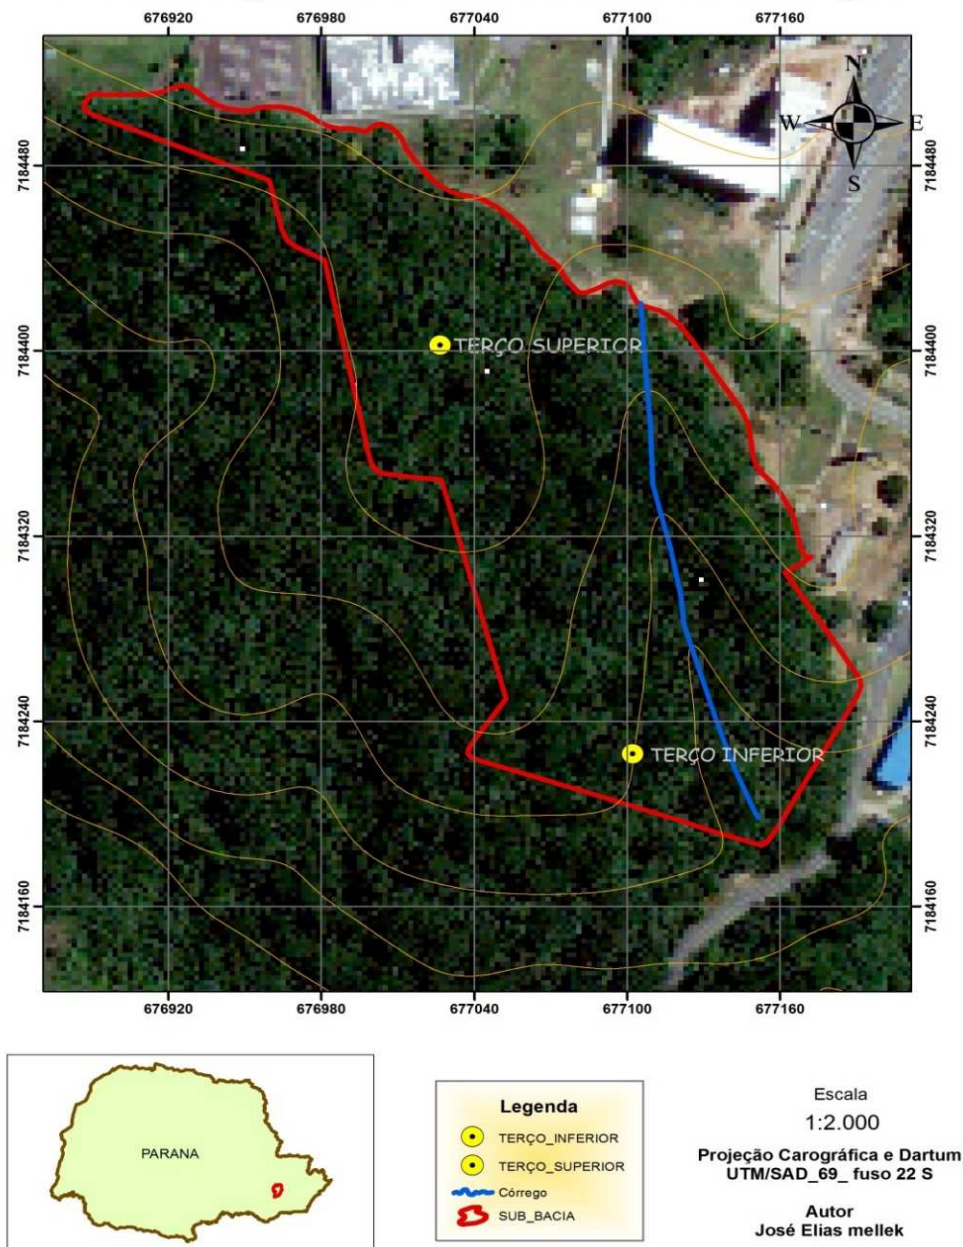 676920 676980 677040 677100 677160
N
W E
S
7184480 7184480
7184400 7184400
TERÇO SUPERIOR
7184320 7184320
7184240 7184240
TERÇO INFERIOR
7184160 7184160
676920 676980 677040 677100 677160
PARANA
Legenda
TERÇO_INFERIOR
TERÇO_SUPERIOR
Córrego
SUB_BACIA
Escala
1:2.000
Projeção Carográfica e Dartum
UTM/SAD_69_ fuso 22 S
Autor
José Elias mellek